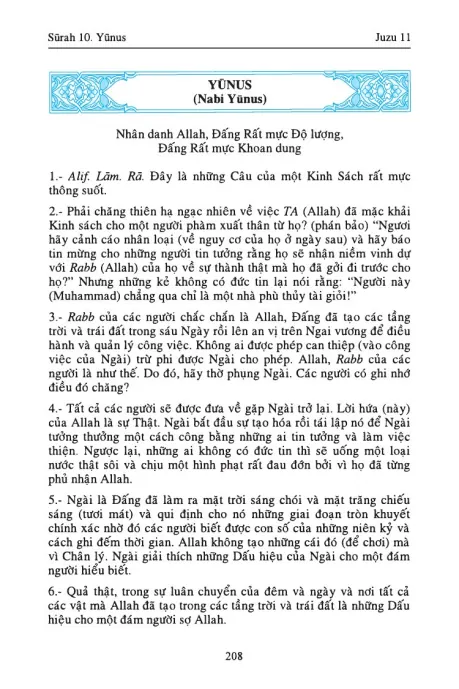 Sūrah 10. Yūnus Juzu 11
YŪNUS
(Nabi Yūnus)
Nhân danh Allah, Đấng Rất mực Độ lượng,
Đấng Rất mực Khoan dung
1.- Alif. Lām. Rā. Đây là những Câu của một Kinh Sách rất mực
thông suốt.
2.- Phải chăng thiên hạ ngạc nhiên về việc TA (Allah) đã mặc khải
Kinh sách cho một người phàm xuất thân từ họ? (phán bảo) “Ngươi
hãy cảnh cáo nhân loại (về nguy cơ của họ ở ngày sau) và hãy báo
tin mừng cho những người tin tưởng rằng họ sẽ nhận niềm vinh dự
với Rabb (Allah) của họ về sự thành thật mà họ đã gởi đi trước cho
họ?” Nhưng những kẻ không có đức tin lại nói rằng: “Người này
(Muhammad) chẳng qua chỉ là một nhà phù thủy tài giỏi!”
3.- Rabb của các người chắc chắn là Allah, Đấng đã tạo các tầng
trời và trái đất trong sáu Ngày rồi lên an vị trên Ngai vương để điều
hành và quản lý công việc. Không ai được phép can thiệp (vào công
việc của Ngài) trừ phi được Ngài cho phép. Allah, Rabb của các
người là như thế. Do đó, hãy thờ phụng Ngài. Các người có ghi nhớ
điều đó chăng?
4.- Tất cả các người sẽ được đưa về gặp Ngài trở lại. Lời hứa (này)
của Allah là sự Thật. Ngài bắt đầu sự tạo hóa rồi tái lập nó để Ngài
tưởng thưởng một cách công bằng những ai tin tưởng và làm việc
thiện. Ngược lại, những ai không có đức tin thì sẽ uống một loại
nước thật sôi và chịu một hình phạt rất đau đớn bởi vì họ đã từng
phủ nhận Allah.
5.- Ngài là Đấng đã làm ra mặt trời sáng chói và mặt trăng chiếu
sáng (tươi mát) và qui định cho nó những giai đoạn tròn khuyết
chính xác nhờ đó các người biết được con số của những niên kỷ và
cách ghi đếm thời gian. Allah không tạo những cái đó (để chơi) mà
vì Chân lý. Ngài giải thích những Dấu hiệu của Ngài cho một đám
người hiểu biết.
6.- Quả thật, trong sự luân chuyển của đêm và ngày và nơi tất cả
các vật mà Allah đã tạo trong các tầng trời và trái đất là những Dấu
hiệu cho một đám người sợ Allah.
208